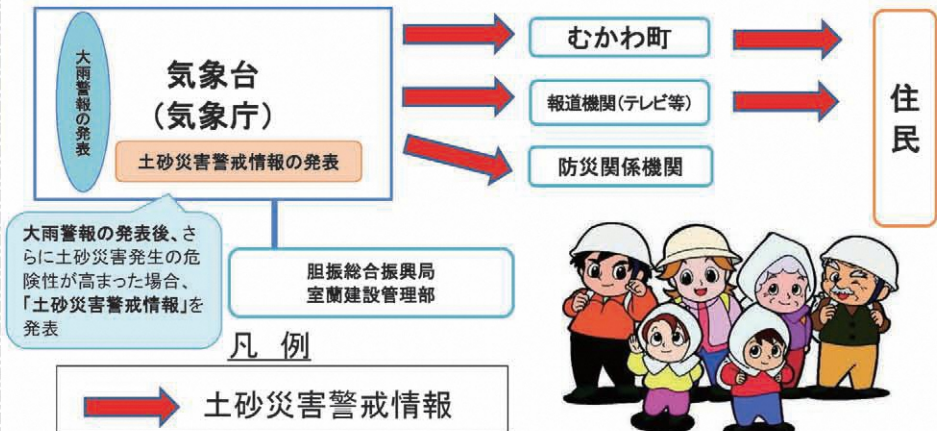 大雨警報の発表
気象台
（気象庁）
土砂災害警戒情報の発表
むかわ町
報道機関（テレビ等）
防災関係機関
住民
大雨警報の発表後、さ
らに土砂災害発生の危
険性が高まった場合、
「土砂災害警戒情報」を
発表
胆振総合振興局
室蘭建設管理部
凡　例
土砂災害警戒情報